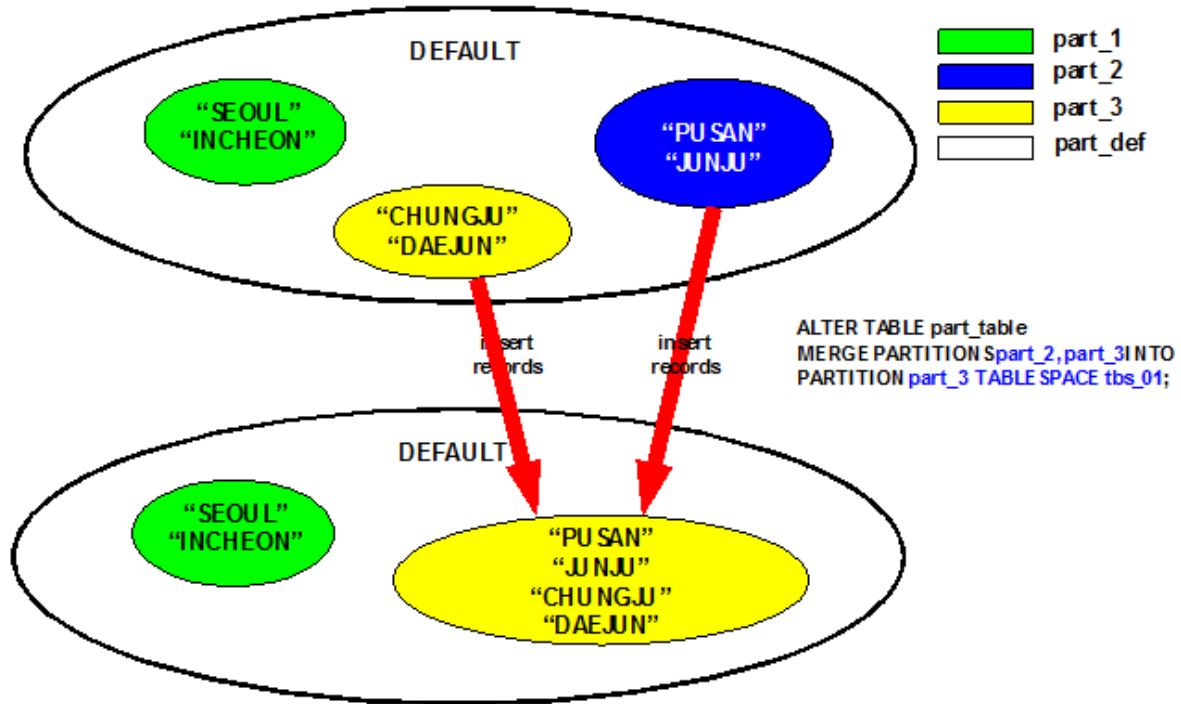 DEFAULT
“SEOUL”
“INCHEON”
“PUSAN”
“JUNJU”
“CHUNGJU”
“DAEJUN”
part_1
part_2
part_3
part_def
insert
records
insert
records
ALTER TABLE part_table
MERGE PARTITIONS part_2, part_3 INTO
PARTITION part_3 TABLESPACE tbs_01;
DEFAULT
“SEOUL”
“INCHEON”
“PUSAN”
“JUNJU”
“CHUNGJU”
“DAEJUN”